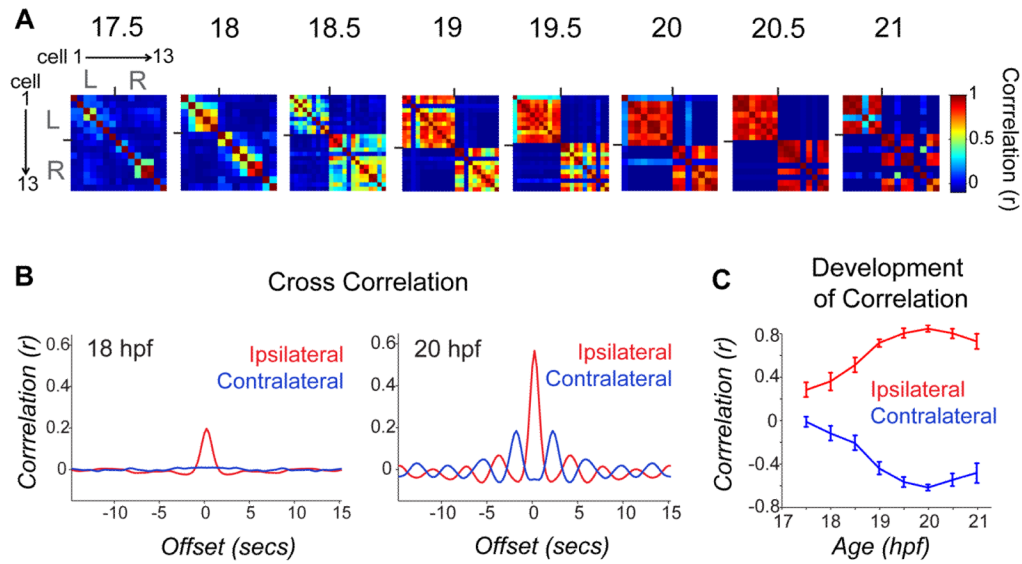 A
17.5 18 18.5 19 19.5 20 20.5 21
cell 1 13
cell L R
1
L
R
13
Corrrelation (r)
1
0.5
0
B
Cross Correlation
18 hpf
Ipsilateral
Contralateral
Corrrelation (r)
0.6
0.4
0.2
0
-10 -5 0 5 10 15
Offset (secs)
20 hpf
Ipsilateral
Contralateral
0.6
0.4
0.2
0
-10 -5 0 5 10 15
Offset (secs)
C
Development
of Correlation
Corrrelation (r)
0.8
0.4
0
-0.4
-0.8
Ipsilateral
Contralateral
17 18 19 20 21
Age (hpf)